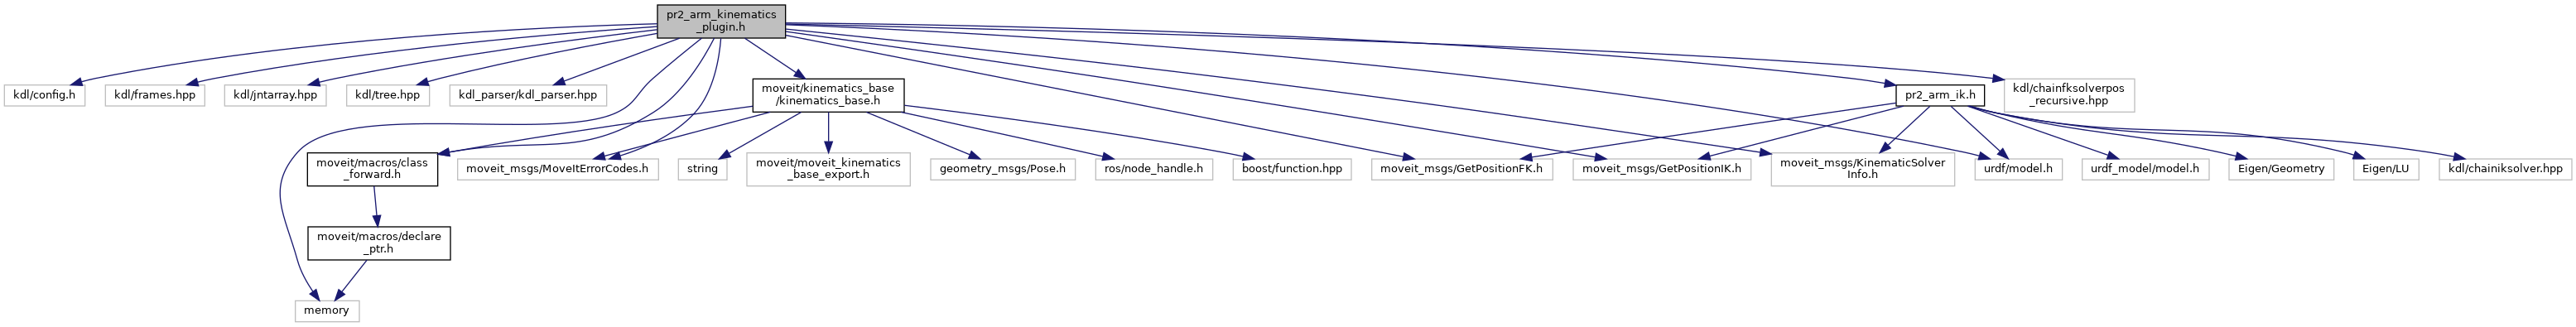 pr2_arm_kinematics
_plugin.h
kdl/config.h
kdl/frames.hpp
kdl/jntarray.hpp
kdl/tree.hpp
kdl_parser/kdl_parser.hpp
moveit/kinematics_base
/kinematics_base.h
pr2_arm_ik.h
kdl/chainfksolverpos
_recursive.hpp
moveit/macros/class
_forward.h
moveit_msgs/MoveItErrorCodes.h
string
moveit/moveit_kinematics
_base_export.h
geometry_msgs/Pose.h
ros/node_handle.h
boost/function.hpp
moveit_msgs/GetPositionFK.h
moveit_msgs/GetPositionIK.h
moveit_msgs/KinematicSolver
Info.h
urdf/model.h
urdf_model/model.h
Eigen/Geometry
Eigen/LU
kdl/chainiksolver.hpp
moveit/macros/declare
_ptr.h
memory